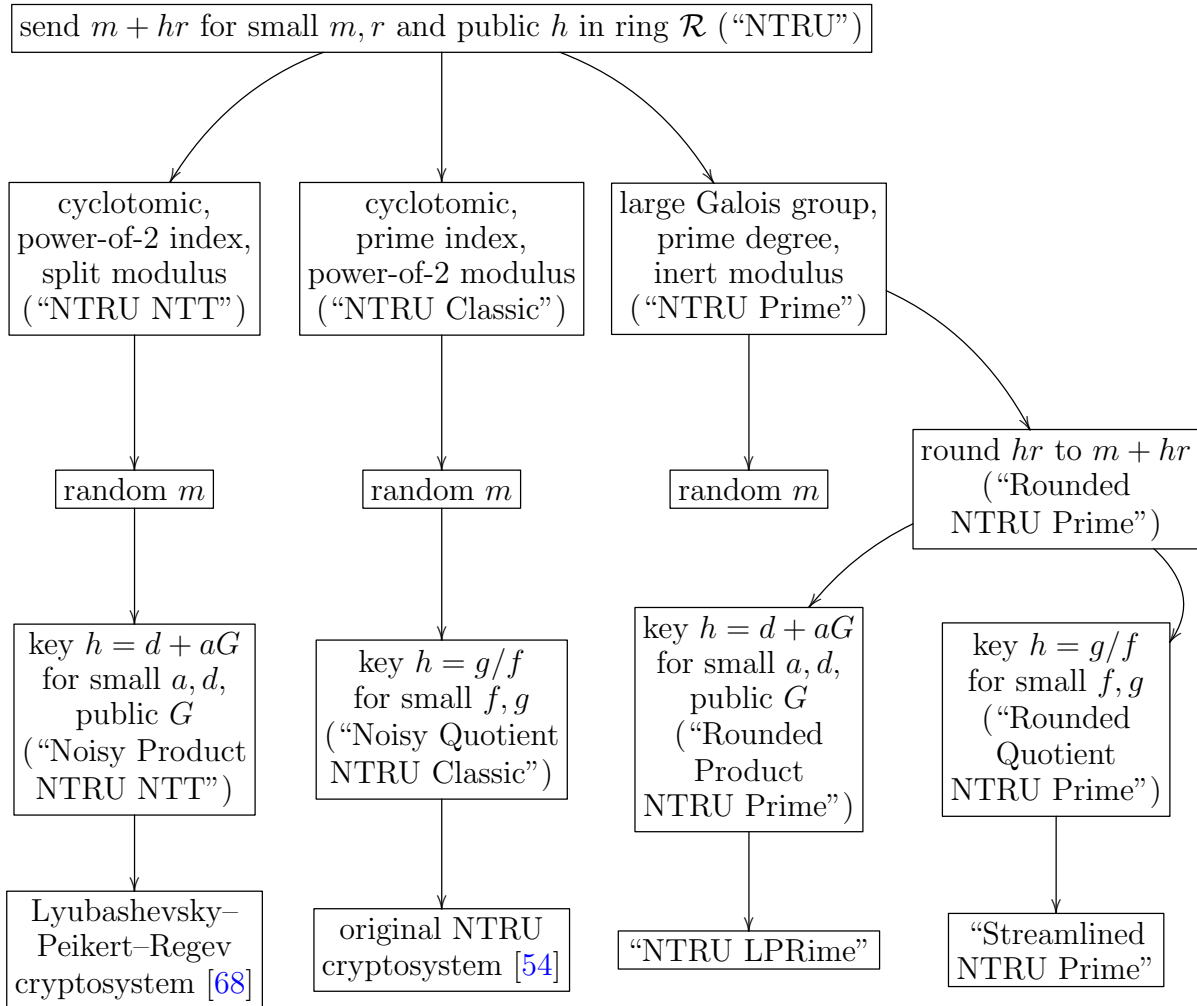 send m + hr for small m, r and public h in ring ℛ (“NTRU”)
cyclotomic,
power-of-2 index,
split modulus
(“NTRU NTT”)
cyclotomic,
prime index,
power-of-2 modulus
(“NTRU Classic”)
large Galois group,
prime degree,
inert modulus
(“NTRU Prime”)
random m
random m
random m
round hr to m + hr
(“Rounded
NTRU Prime”)
key h = d + aG
for small a, d,
public G
(“Noisy Product
NTRU NTT”)
key h = g/f
for small f, g
(“Noisy Quotient
NTRU Classic”)
key h = d + aG
for small a, d,
public G
(“Rounded
Product
NTRU Prime”)
key h = g/f
for small f, g
(“Rounded
Quotient
NTRU Prime”)
Lyubashevsky–
Peikert–Regev
cryptosystem [68]
original NTRU
cryptosystem [54]
“NTRU LPRime”
“Streamlined
NTRU Prime”